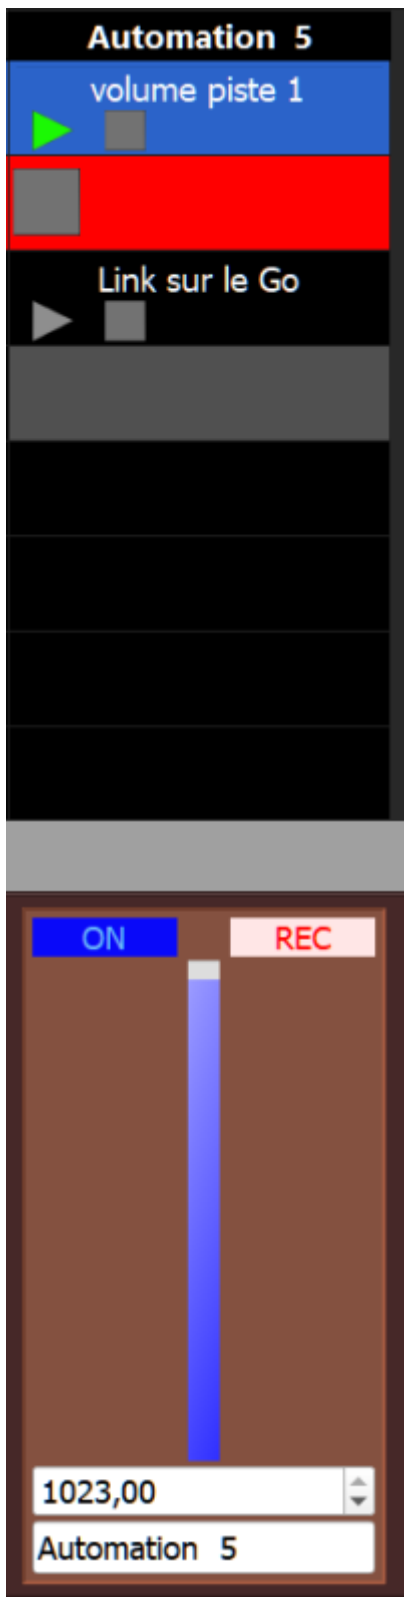 Automation 5
volume piste 1
Link sur le Go
ON REC
1023,00
Automation 5